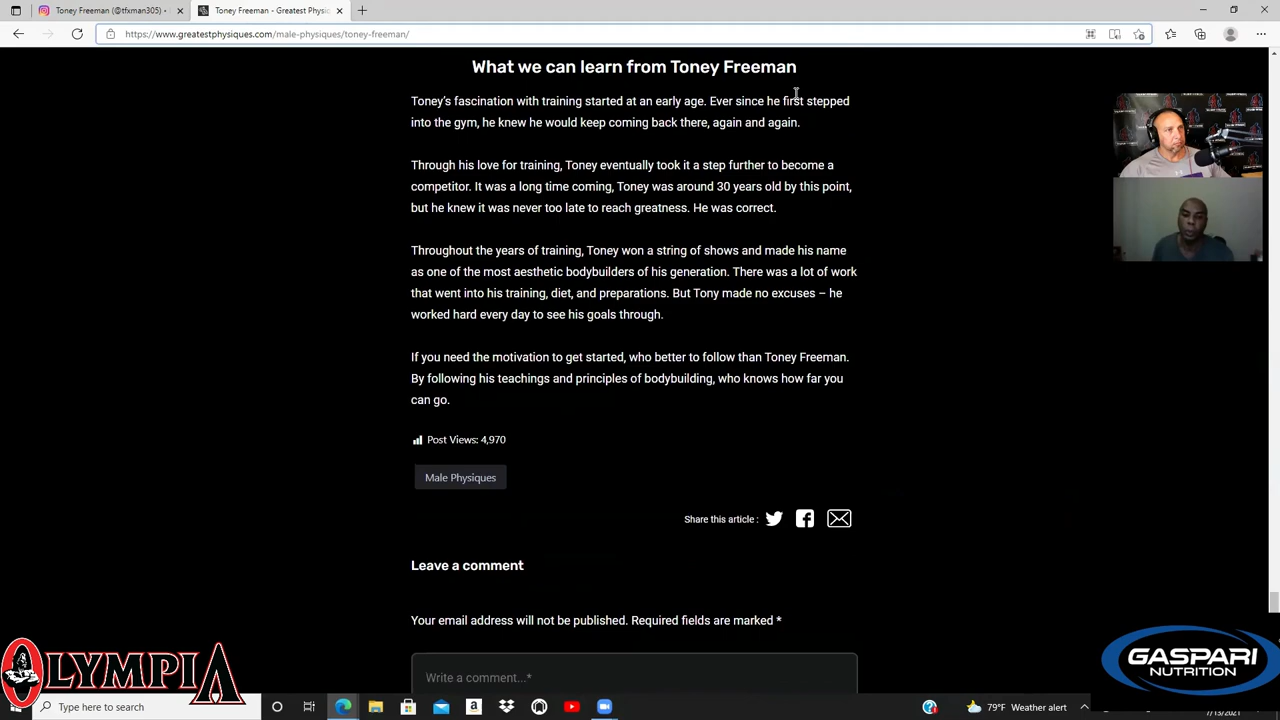 Toney Freeman (@tfxman305) •
Toney Freeman - Greatest Physi
https://www.greatestphysiques.com/male-physiques/toney-freeman/
What we can learn from Toney Freeman
Toney's fascination with training started at an early age. Ever since he first stepped
into the gym, he knew he would keep coming back there, again and again.
Through his love for training, Toney eventually took it a step further to become a
competitor. It was a long time coming, Toney was around 30 years old by this point,
but he knew it was never too late to reach greatness. He was correct.
Throughout the years of training, Toney won a string of shows and made his name
as one of the most aesthetic bodybuilders of his generation. There was a lot of work
that went into his training, diet, and preparations. But Tony made no excuses – he
worked hard every day to see his goals through.
If you need the motivation to get started, who better to follow than Toney Freeman.
By following his teachings and principles of bodybuilding, who knows how far you
can go.
Post Views: 4,970
Male Physiques
Share this article :
Leave a comment
Your email address will not be published. Required fields are marked *
Write a comment...*
OLYMPIA
GASPARI
NUTRITION
Type here to search
79°F Weather alert
7/13/2021